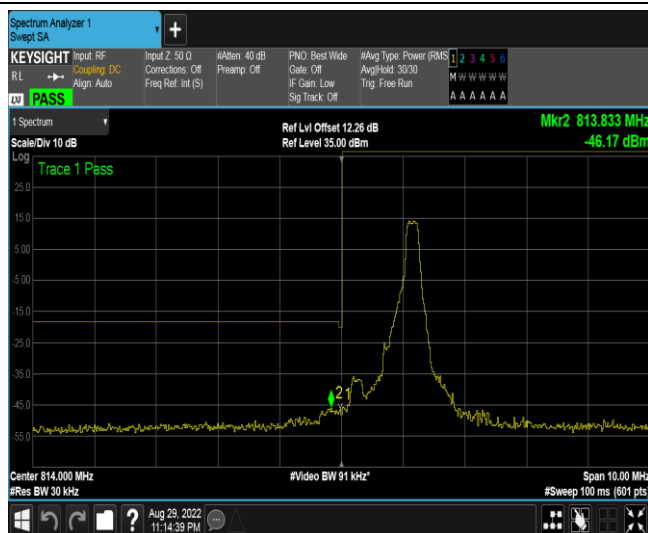 Spectrum Analyzer 1
Swept SA
+
KEYSIGHT
RL
LXI PASS
Input: RF
Coupling: DC
Align: Auto
Input Z: 50 Ω
Corrections: Off
Freq Ref: Int (S)
#Atten: 40 dB
Preamp: Off
PNO: Best Wide
Gate: Off
IF Gain: Low
Sig Track: Off
#Avg Type: Power (RMS
Avg|Hold: 30/30
Trig: Free Run
1 2 3 4 5 6
M W W W W W
A A A A A A
1 Spectrum
Scale/Div 10 dB
Ref Lvl Offset 12.26 dB
Ref Level 35.00 dBm
Mkr2 813.833 MHz
-46.17 dBm
Log
Trace 1 Pass
25.0
15.0
5.00
-5.00
-15.0
-25.0
-35.0
-45.0
-55.0
2 1
Center 814.000 MHz
#Res BW 30 kHz
#Video BW 91 kHz*
Span 10.00 MHz
#Sweep 100 ms (601 pts)
?
Aug 29, 2022
11:14:39 PM